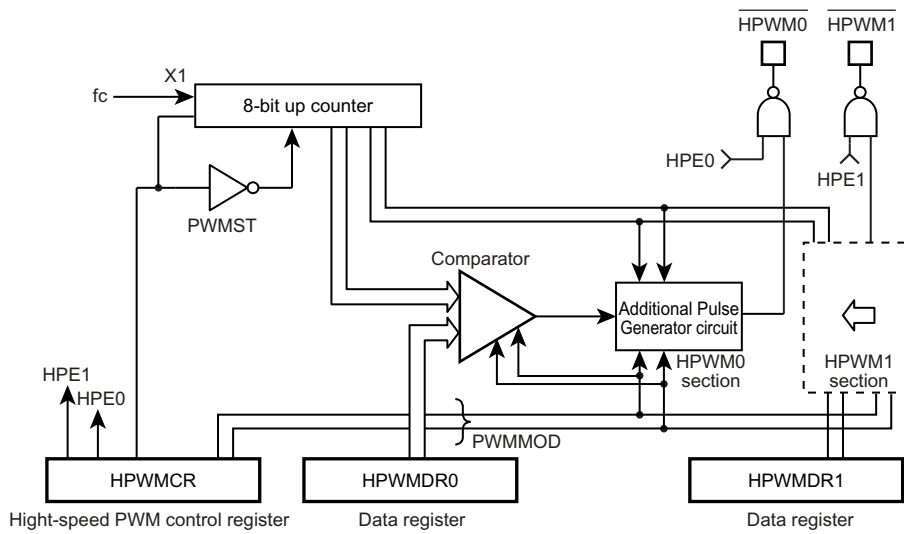 HPWM0
HPWM1
X1
fc
8-bit up counter
HPE0
HPE1
PWMST
Comparator
Additional Pulse
Generator circuit
HPWM0
section
HPWM1
section
HPE1
HPE0
PWMMOD
HPWMCR
HPWMDR0
HPWMDR1
Hight-speed PWM control register
Data register
Data register